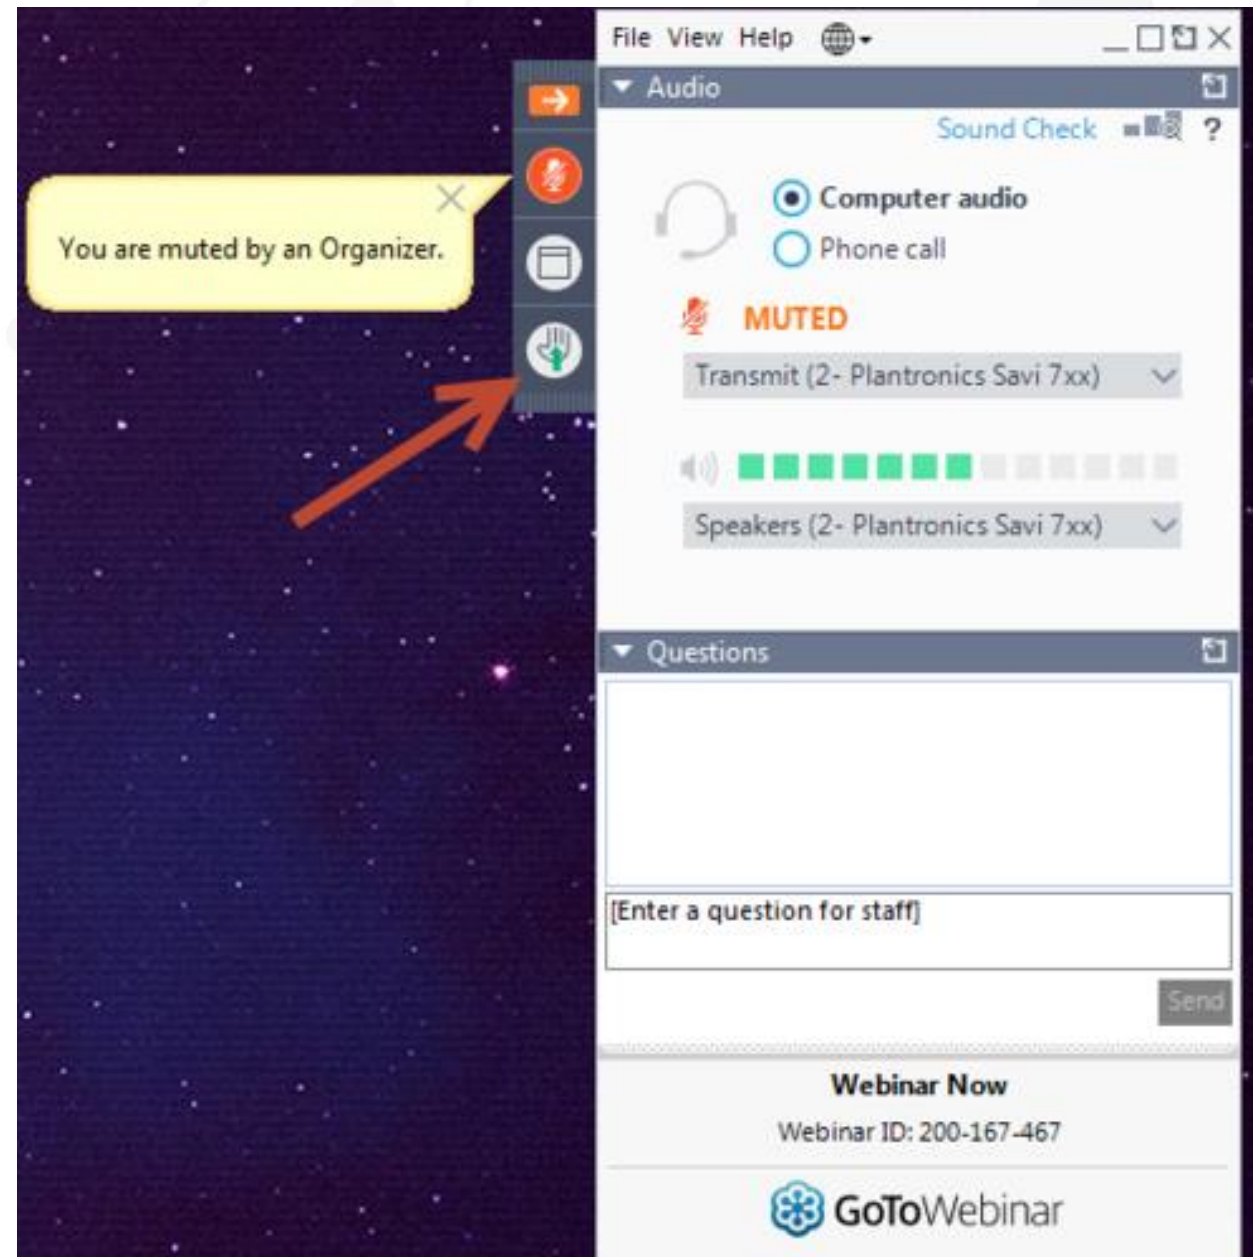 File View Help
Audio
Sound Check ?
Computer audio
Phone call
You are muted by an Organizer.
MUTED
Transmit (2- Plantronics Savi 7xx)
Speakers (2- Plantronics Savi 7xx)
Questions
[Enter a question for staff]
Send
Webinar Now
Webinar ID: 200-167-467
GoToWebinar